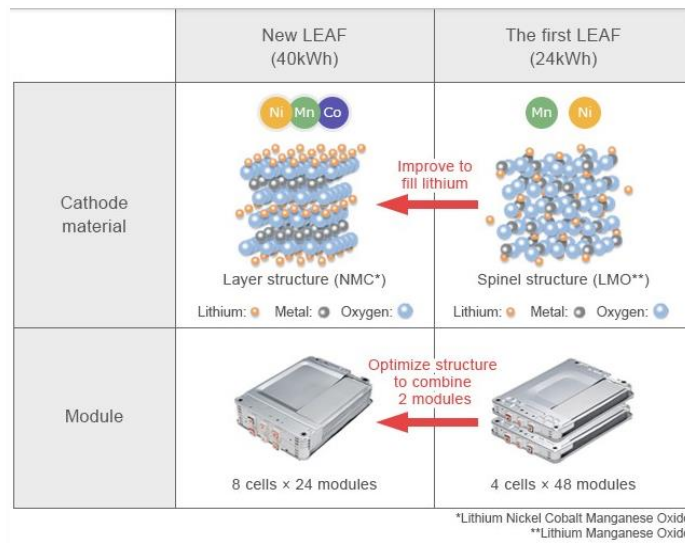 New LEAF
(40kWh)
The first LEAF
(24kWh)
Cathode
material
Ni Mn Co
Mn Ni
Improve to
fill lithium
Layer structure (NMC*)
Spinel structure (LMO**)
Lithium: Metal: Oxygen:
Lithium: Metal: Oxygen:
Module
Optimize structure
to combine
2 modules
8 cells × 24 modules
4 cells × 48 modules
*Lithium Nickel Cobalt Manganese Oxide
**Lithium Manganese Oxide